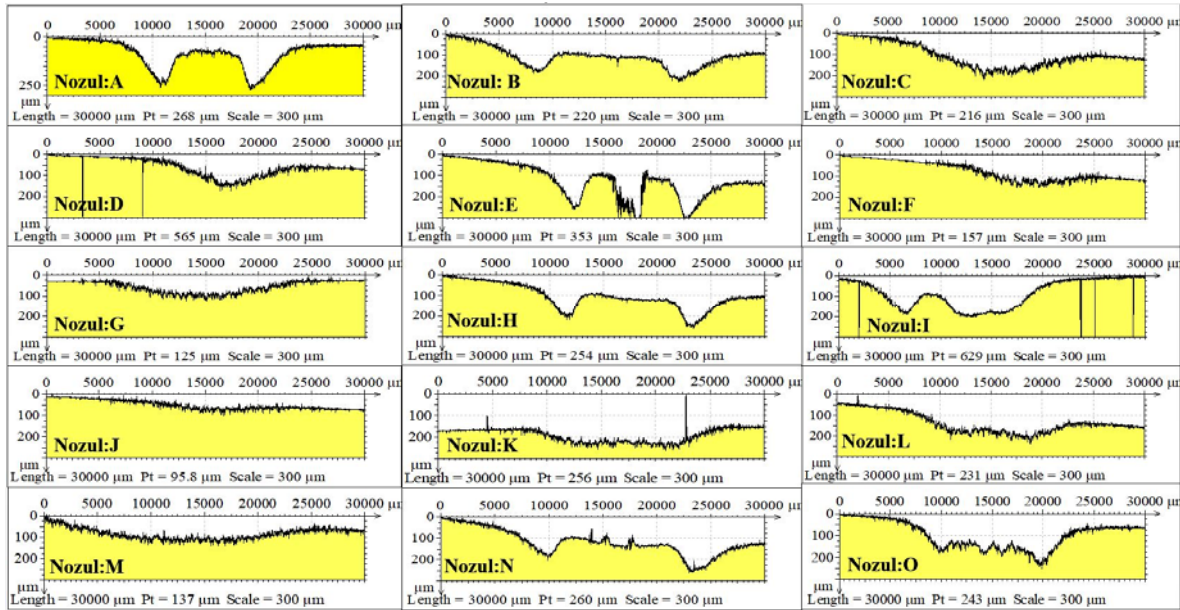 0 5000 10000 15000 20000 25000 30000 µm
0
250
µm
Nozul:A
Length = 30000 µm Pt = 268 µm Scale = 300 µm
0 5000 10000 15000 20000 25000 30000 µm
0
100
200
µm
Nozul: B
Length = 30000 µm Pt = 220 µm Scale = 300 µm
0 5000 10000 15000 20000 25000 30000 µm
0
100
200
µm
Nozul:C
Length = 30000 µm Pt = 216 µm Scale = 300 µm
0 5000 10000 15000 20000 25000 30000 µm
0
100
200
µm
Nozul:D
Length = 30000 µm Pt = 565 µm Scale = 300 µm
0 5000 10000 15000 20000 25000 30000 µm
0
100
200
µm
Nozul:E
Length = 30000 µm Pt = 353 µm Scale = 300 µm
0 5000 10000 15000 20000 25000 30000 µm
0
100
200
µm
Nozul:F
Length = 30000 µm Pt = 157 µm Scale = 300 µm
0 5000 10000 15000 20000 25000 30000 µm
0
100
200
µm
Nozul:G
Length = 30000 µm Pt = 125 µm Scale = 300 µm
0 5000 10000 15000 20000 25000 30000 µm
0
100
200
µm
Nozul:H
Length = 30000 µm Pt = 254 µm Scale = 300 µm
0 5000 10000 15000 20000 25000 30000 µm
0
100
200
µm
Nozul:I
Length = 30000 µm Pt = 629 µm Scale = 300 µm
0 5000 10000 15000 20000 25000 30000 µm
0
100
200
µm
Nozul:J
Length = 30000 µm Pt = 95.8 µm Scale = 300 µm
0 5000 10000 15000 20000 25000 30000 µm
0
100
200
µm
Nozul:K
Length = 30000 µm Pt = 256 µm Scale = 300 µm
0 5000 10000 15000 20000 25000 30000 µm
0
100
200
µm
Nozul:L
Length = 30000 µm Pt = 231 µm Scale = 300 µm
0 5000 10000 15000 20000 25000 30000 µm
0
100
200
µm
Nozul:M
Length = 30000 µm Pt = 137 µm Scale = 300 µm
0 5000 10000 15000 20000 25000 30000 µm
0
100
200
µm
Nozul:N
Length = 30000 µm Pt = 260 µm Scale = 300 µm
0 5000 10000 15000 20000 25000 30000 µm
0
100
200
µm
Nozul:O
Length = 30000 µm Pt = 243 µm Scale = 300 µm